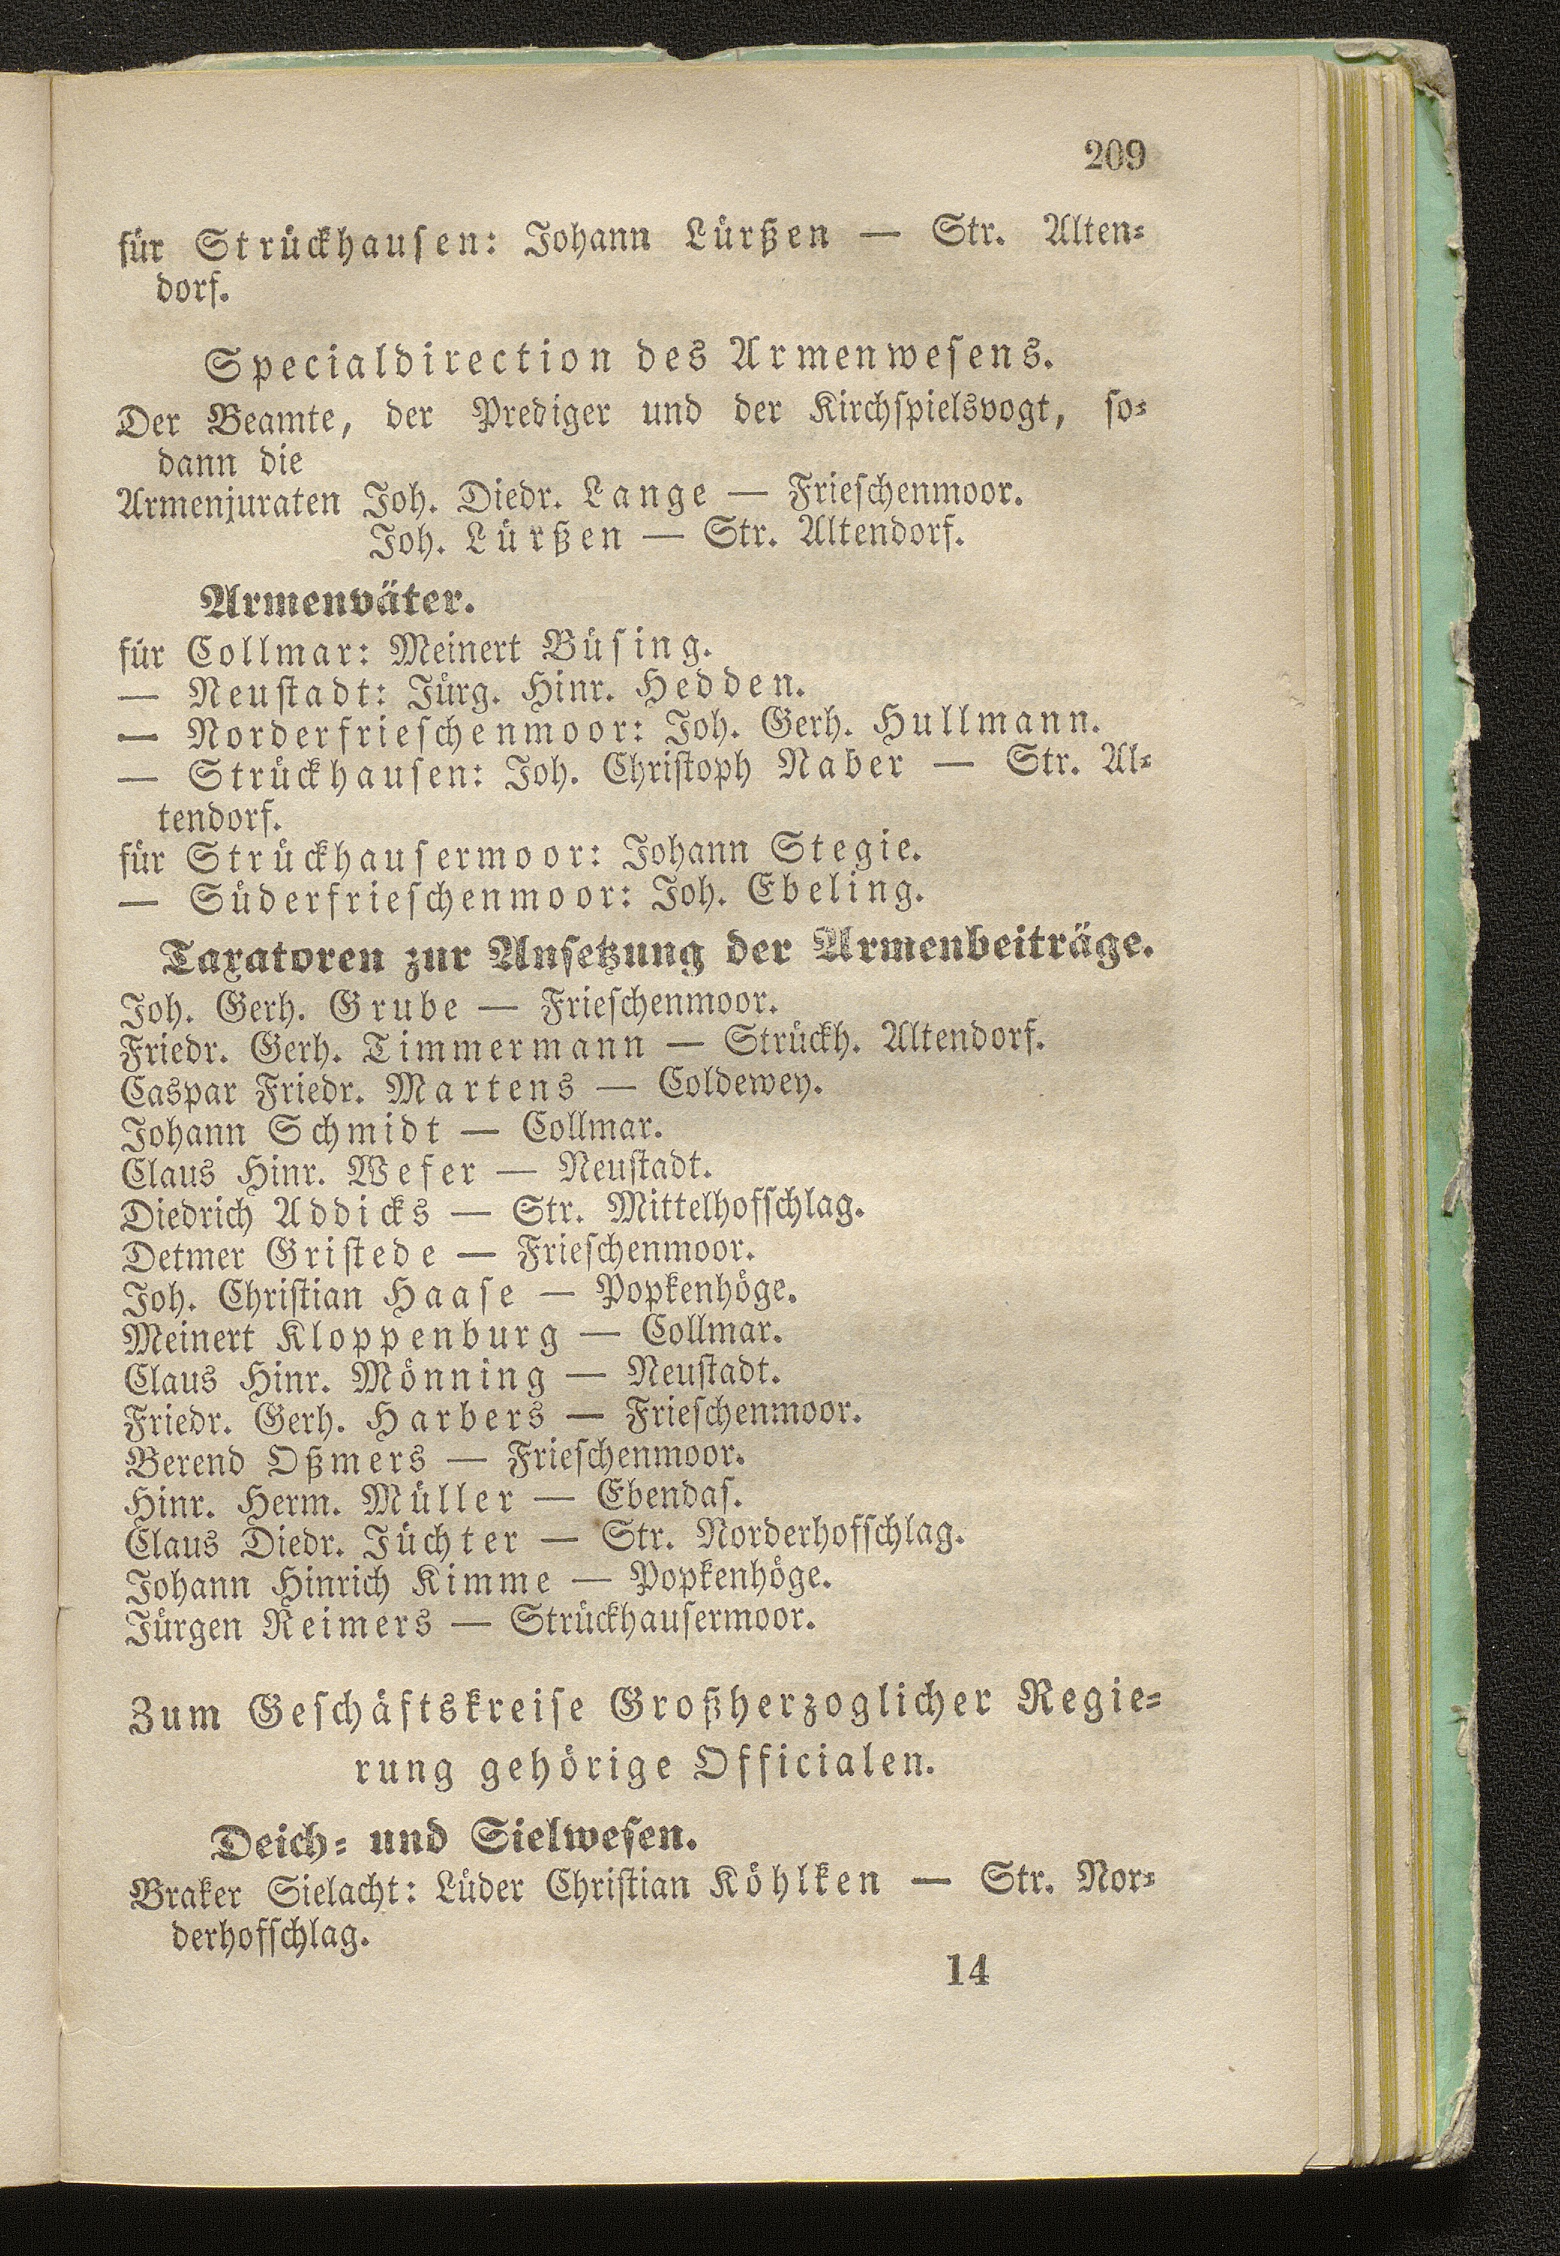 209
für Strückhausen: Johann Lürßen — Str. Alten-
dorf.
Specialdirection des Armenwesens.
Der Beamte, der Prediger und der Kirchspielsvogt, so-
dann die
Armenjuraten Joh. Diedr. Lange — Frieschenmoor.
Joh. Lürßen — Str. Altendorf.
Armenväter.
für Collmar: Meinert Büsing.
— Neustadt: Jürg. Hinr. Hedden.
— Norderfrieschenmoor: Joh. Gerh. Hullmann.
— Strückhausen: Joh. Christoph Naber — Str. Al-
tendorf.
für Strückhausermoor: Johann Stegie.
— Süderfrieschenmoor: Joh. Ebeling.
Taxatoren zur Ansetzung der Armenbeiträge.
Joh. Gerh. Grube — Frieschenmoor.
Friedr. Gerh. Timmermann — Strückh. Altendorf.
Caspar Friedr. Martens — Coldewey.
Johann Schmidt — Collmar.
Claus Hinr. Wefer — Neustadt.
Diedrich Addicks — Str. Mittelhofschlag.
Detmer Gristede — Frieschenmoor.
Joh. Christian Haase — Popkenhöge.
Meinert Kloppenburg — Collmar.
Claus Hinr. Mönning — Neustadt.
Friedr. Gerh. Harbers — Frieschenmoor.
Berend Oßmers — Frieschenmoor.
Hinr. Herm. Müller — Ebendas.
Claus Diedr. Jüchter — Str. Norderhofschlag.
Johann Hinrich Kimme — Popkenhöge.
Jürgen Reimers — Strückhausermoor.
Zum Geschäftskreise Großherzoglicher Regie-
rung gehörige Officialen.
Deich- und Sielwesen.
Braker Sielacht: Lüder Christian Köhlken — Str. Nor-
derhofschlag.
14